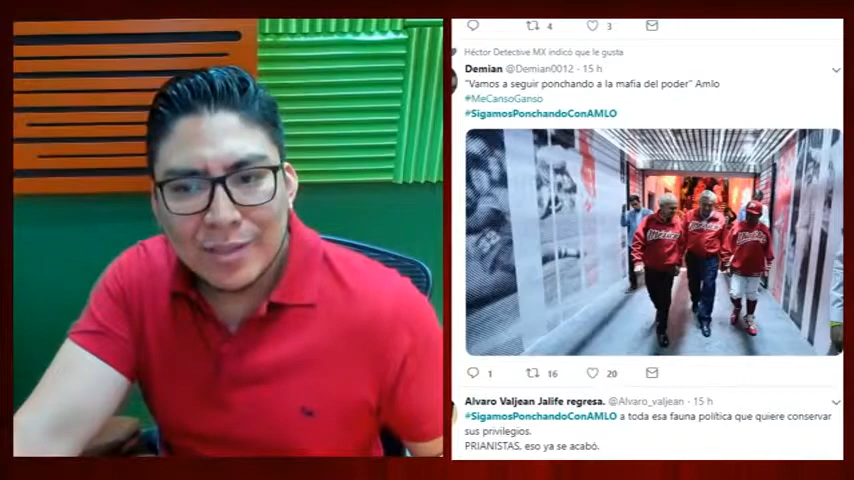 4
3
Héctor Detective MX indicó que le gusta
Demian @Demian0012 · 15 h
"Vamos a seguir ponchando a la mafia del poder" Amlo
#MeCansoGanso
#SigamosPonchandoConAMLO
México
México
1
16
20
Alvaro Valjean Jalife regresa. @Alvaro_valjean · 15 h
#SigamosPonchandoConAMLO a toda esa fauna política que quiere conservar
sus privilegios.
PRIANISTAS, eso ya se acabó.